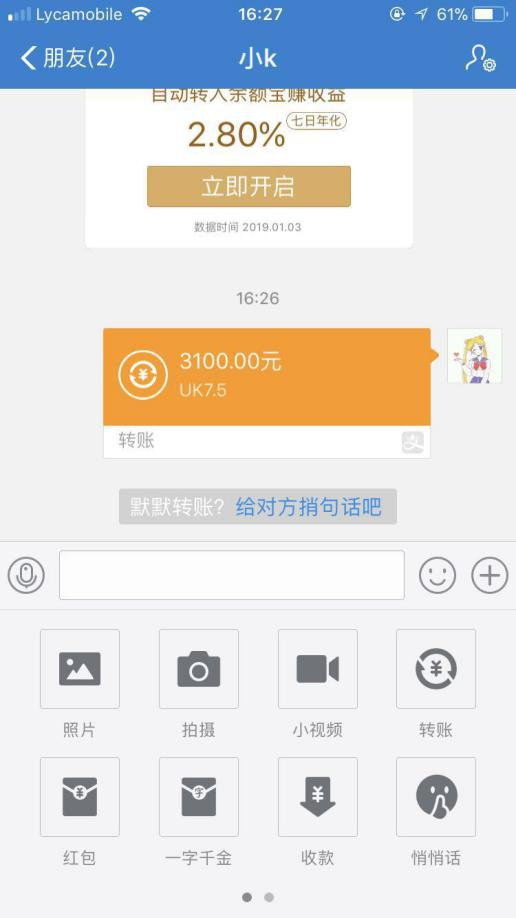 Lycamobile
16:27
61%
朋友(2)
小k
自动转入余额宝赚收益
2.80%
七日年化
立即开启
数据时间 2019.01.03
16:26
3100.00元
UK7.5
转账
默默转账? 给对方捎句话吧
照片
拍摄
小视频
转账
红包
一字千金
收款
悄悄话